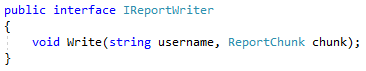 public interface IReportWriter
{
    void Write(string username, ReportChunk chunk);
}